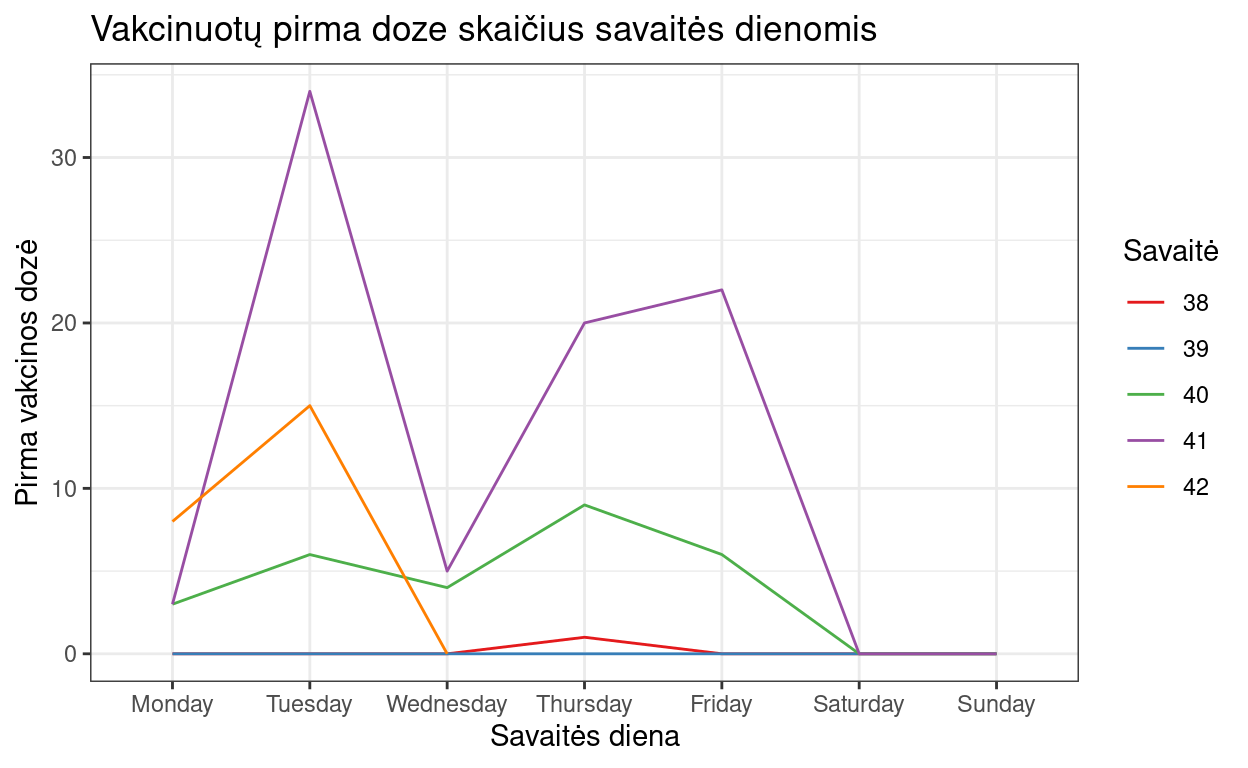 Vakcinuotų pirma doze skaičius savaitės dienomis
Pirma vakcinos dozė
30
20
10
0
Monday Tuesday Wednesday Thursday Friday Saturday Sunday
Savaitės diena
Savaitė
38
39
40
41
42